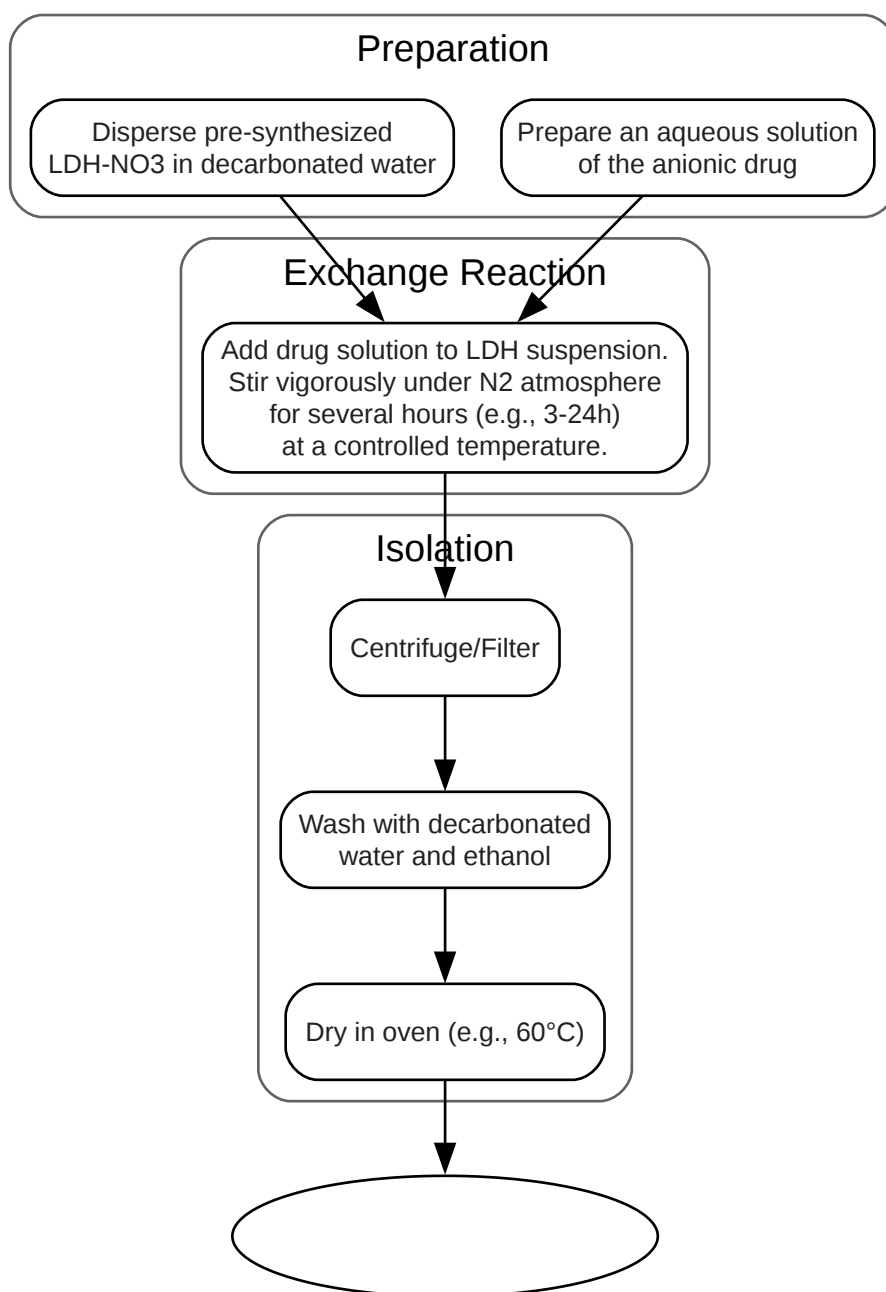 Preparation
Disperse pre-synthesized
LDH-NO3 in decarbonated water
Prepare an aqueous solution
of the anionic drug
Exchange Reaction
Add drug solution to LDH suspension.
Stir vigorously under N2 atmosphere
for several hours (e.g., 3-24h)
at a controlled temperature.
Isolation
Centrifuge/Filter
Wash with decarbonated
water and ethanol
Dry in oven (e.g., 60°C)